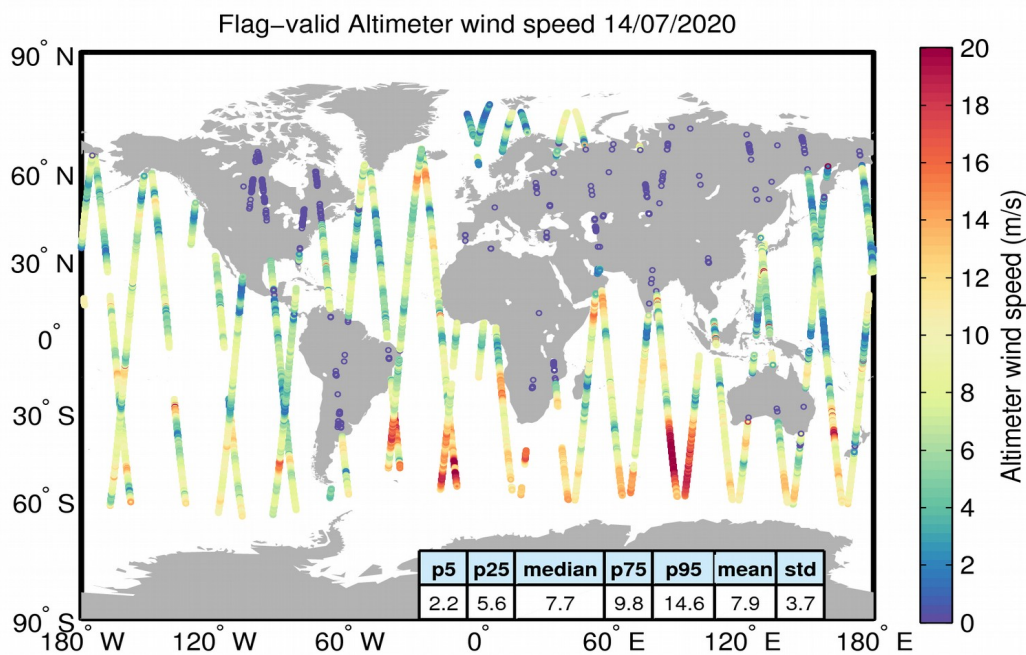 Flag−valid Altimeter wind speed 14/07/2020
90° N
60° N
30° N
0°
30° S
60° S
90° S
180° W
120° W
60° W
0°
60° E
120° E
180° E
p5 p25 median p75 p95 mean std
2.2 5.6 7.7 9.8 14.6 7.9 3.7
20
18
16
14
12
10
8
6
4
2
0
Altimeter wind speed (m/s)